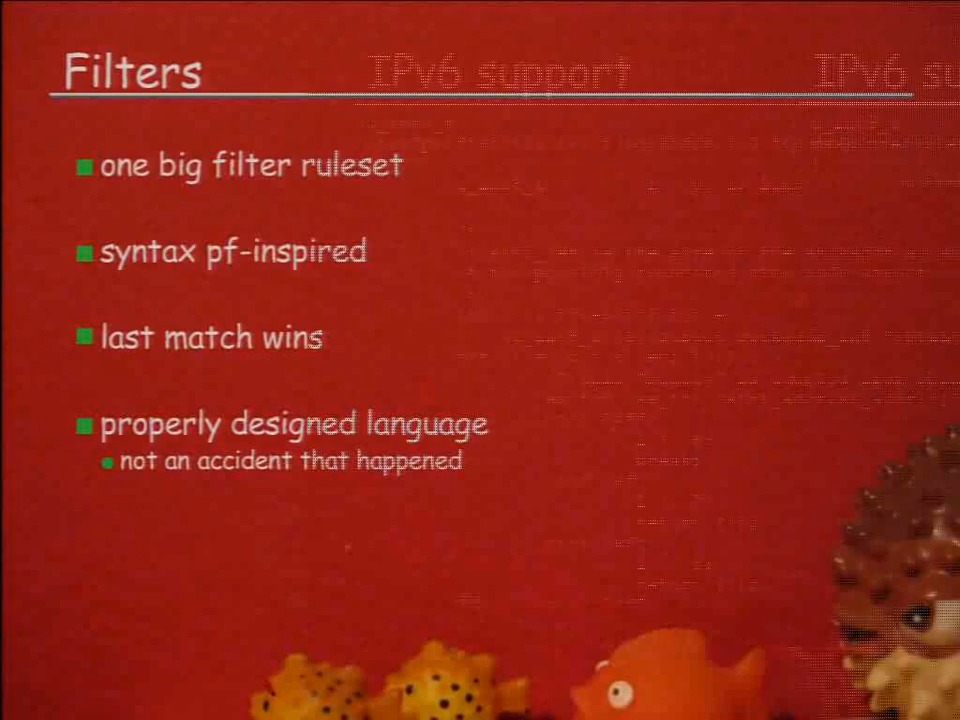 Filters
IPv6 support
IPv6 su
one big filter ruleset
syntax pf-inspired
last match wins
properly designed language
not an accident that happened